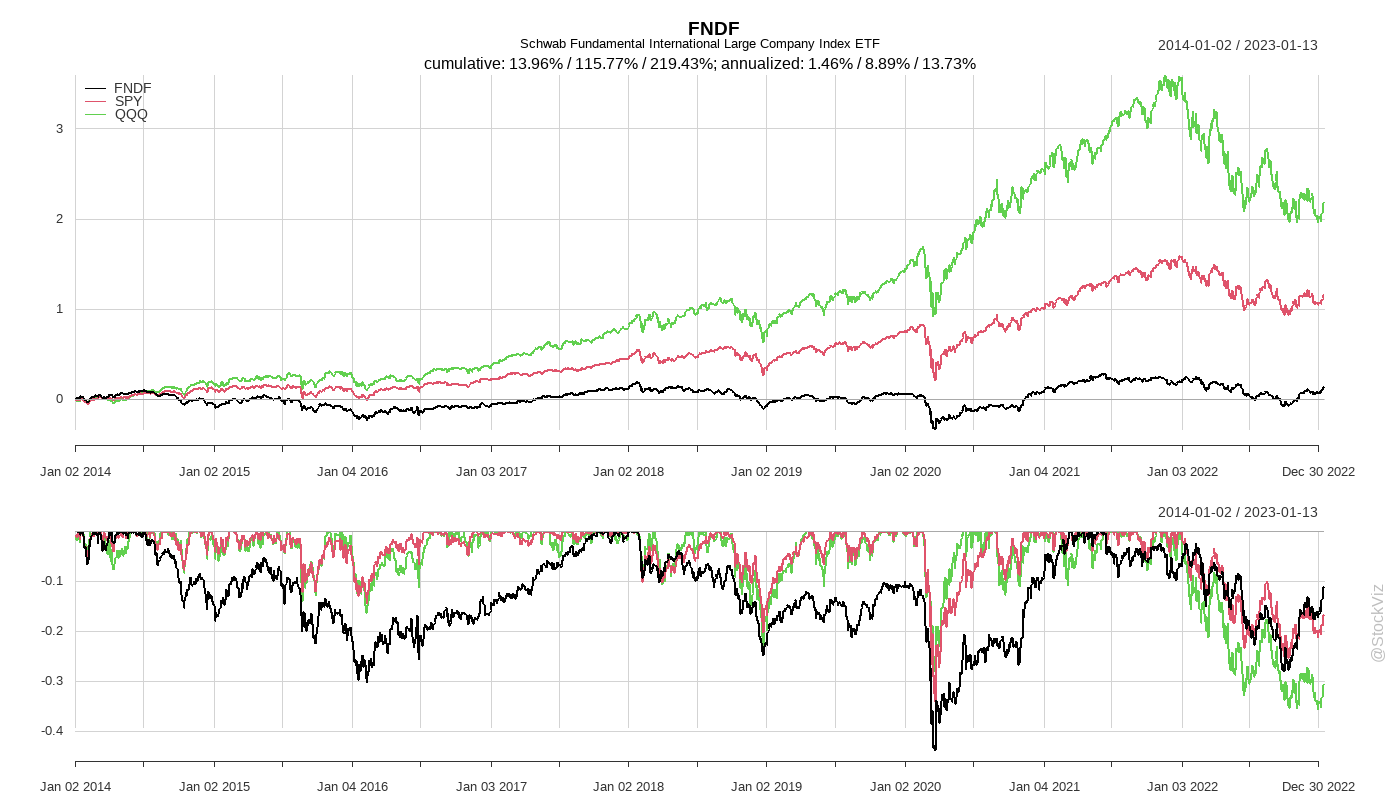 FNDF
Schwab Fundamental International Large Company Index ETF
2014-01-02 / 2023-01-13
cumulative: 13.96% / 115.77% / 219.43%; annualized: 1.46% / 8.89% / 13.73%
FNDF
SPY
QQQ
3
2
1
0
Jan 02 2014 Jan 02 2015 Jan 04 2016 Jan 03 2017 Jan 02 2018 Jan 02 2019 Jan 02 2020 Jan 04 2021 Jan 03 2022 Dec 30 2022
2014-01-02 / 2023-01-13
-0.1
-0.2
-0.3
-0.4
Jan 02 2014 Jan 02 2015 Jan 04 2016 Jan 03 2017 Jan 02 2018 Jan 02 2019 Jan 02 2020 Jan 04 2021 Jan 03 2022 Dec 30 2022
@StockViz